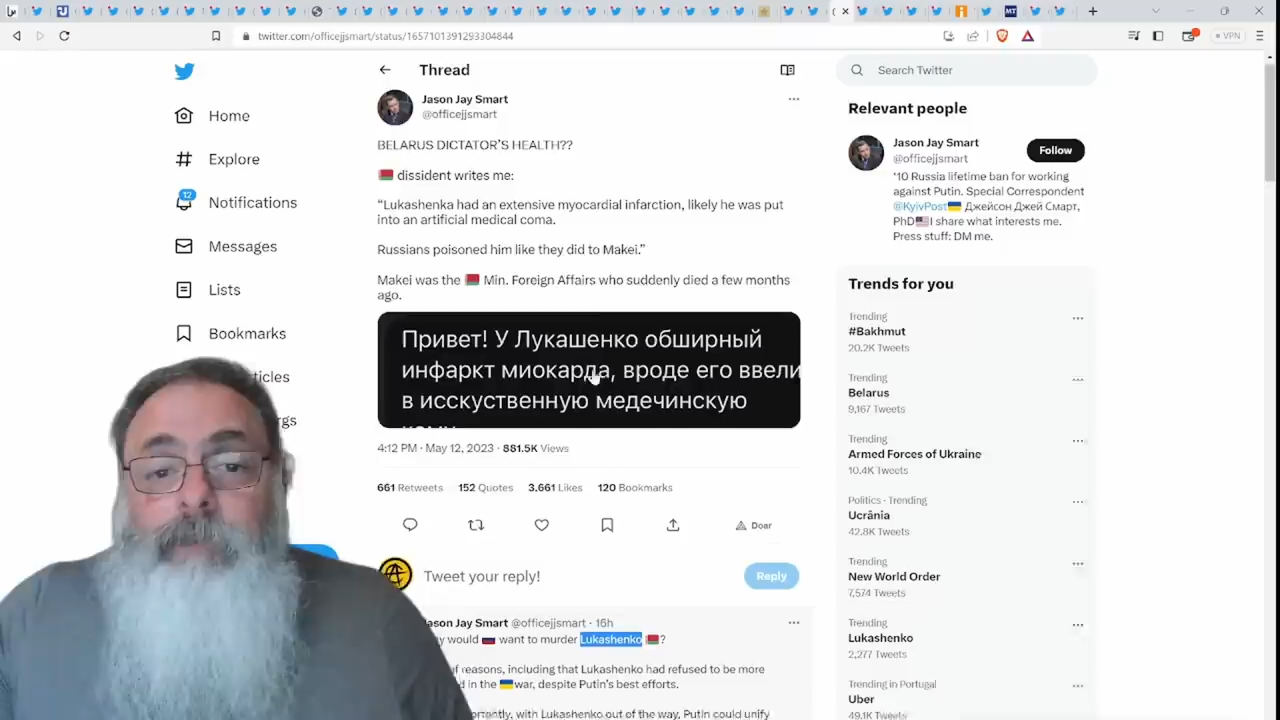 twitter.com/officejjsmart/status/1657101391293304844
VPN
Home
Explore
12
Notifications
Messages
Lists
Bookmarks
Thread
Jason Jay Smart
@officejjsmart
BELARUS DICTATOR'S HEALTH??
dissident writes me:
"Lukashenka had an extensive myocardial infarction, likely he was put
into an artificial medical coma.
Russians poisoned him like they did to Makei."
Makei was the Min. Foreign Affairs who suddenly died a few months
ago.
Привет! У Лукашенко обширный
инфаркт миокарда, вроде его ввели
в исскуственную медечинскую
4:12 PM · May 12, 2023 · 881.5K Views
661 Retweets 152 Quotes 3.661 Likes 120 Bookmarks
Doar
Tweet your reply!
Reply
Jason Jay Smart @officejjsmart · 16h
would want to murder Lukashenko ?
reasons, including that Lukashenko had refused to be more
in the war, despite Putin's best efforts.
with Lukashenko out of the way, Putin could unify
Search Twitter
Relevant people
Jason Jay Smart
@officejjsmart
Follow
'10 Russia lifetime ban for working
against Putin. Special Correspondent
@KyivPost Джейсон Джей Смарт,
PhD I share what interests me.
Press stuff: DM me.
Trends for you
Trending
#Bakhmut
20.2K Tweets
Trending
Belarus
9,167 Tweets
Trending
Armed Forces of Ukraine
10.4K Tweets
Politics · Trending
Ucrânia
42.8K Tweets
Trending
New World Order
7,574 Tweets
Trending
Lukashenko
2,277 Tweets
Trending in Portugal
Uber
49.1K Tweets